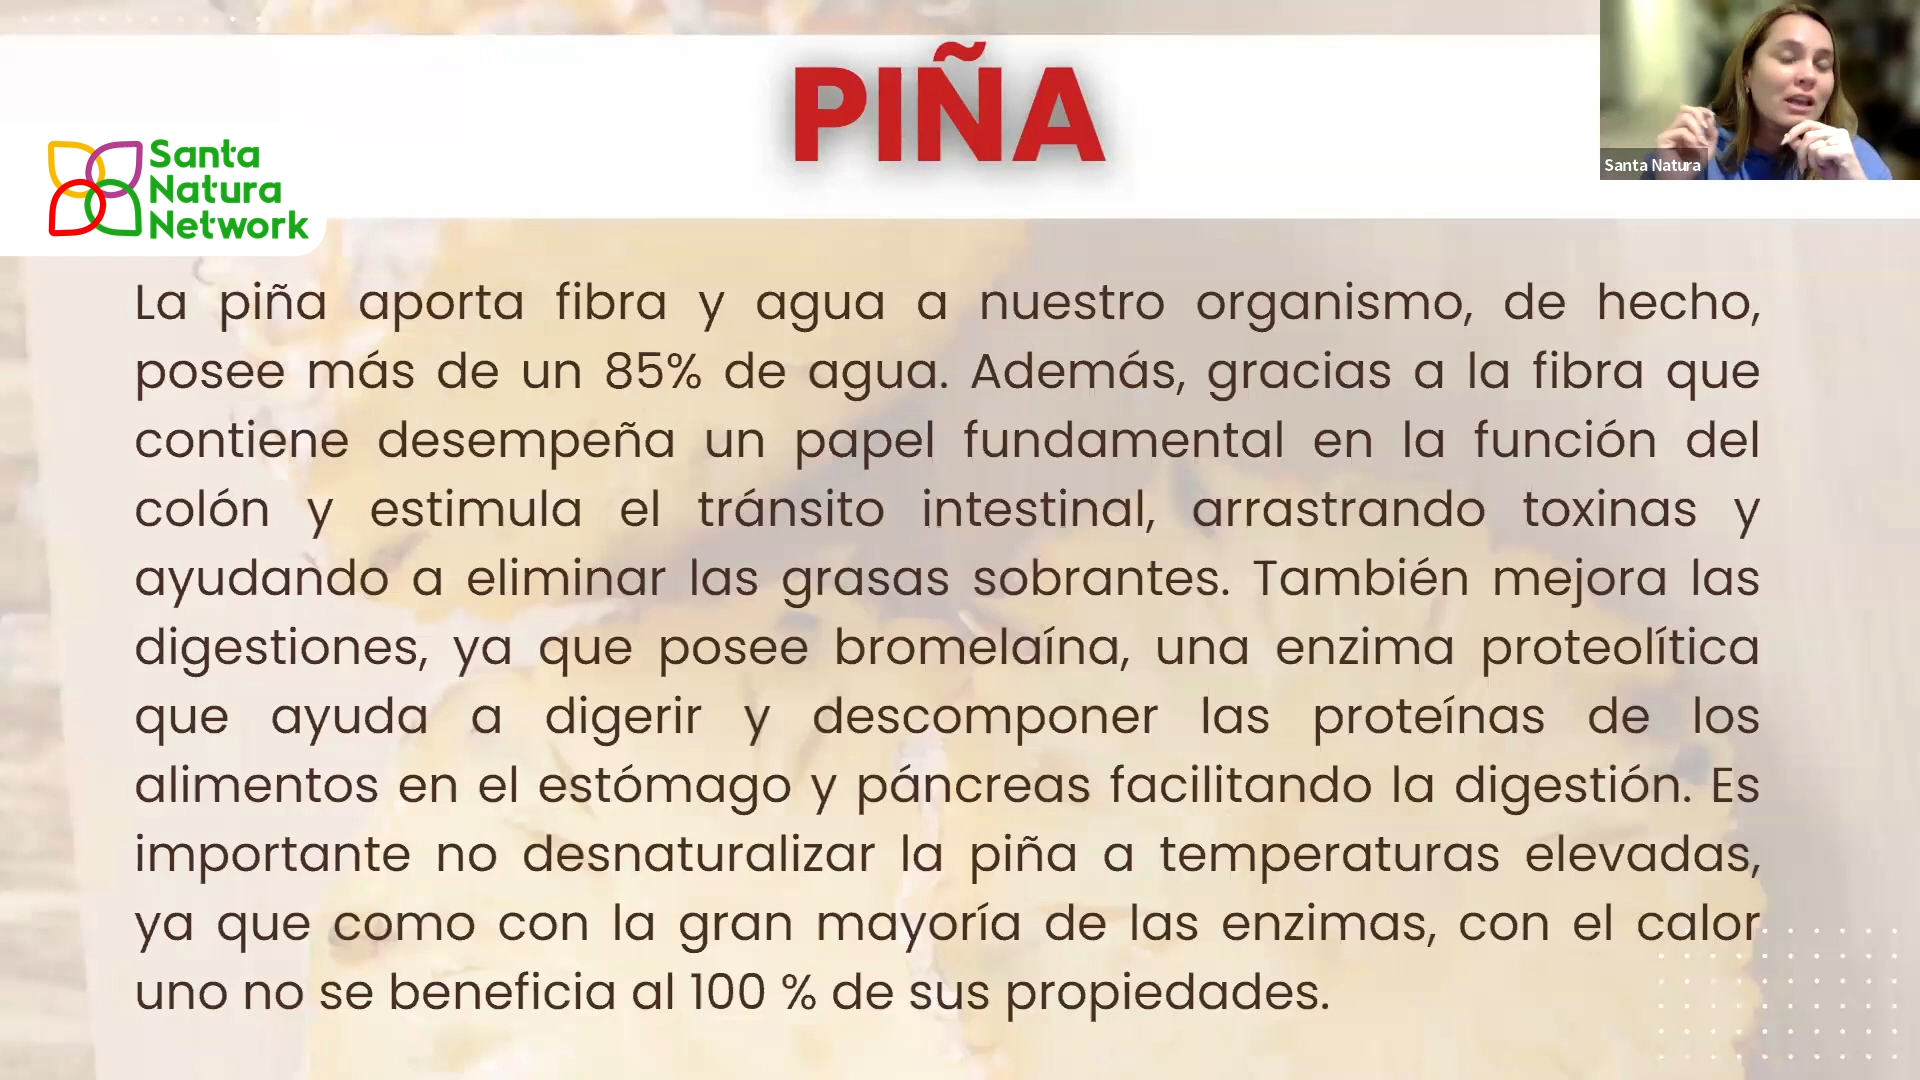 PIÑA
Santa
Natura
Network
Santa Natura
La piña aporta fibra y agua a nuestro organismo, de hecho,
posee más de un 85% de agua. Además, gracias a la fibra que
contiene desempeña un papel fundamental en la función del
colón y estimula el tránsito intestinal, arrastrando toxinas y
ayudando a eliminar las grasas sobrantes. También mejora las
digestiones, ya que posee bromelaína, una enzima proteolítica
que ayuda a digerir y descomponer las proteínas de los
alimentos en el estómago y páncreas facilitando la digestión. Es
importante no desnaturalizar la piña a temperaturas elevadas,
ya que como con la gran mayoría de las enzimas, con el calor
uno no se beneficia al 100 % de sus propiedades.